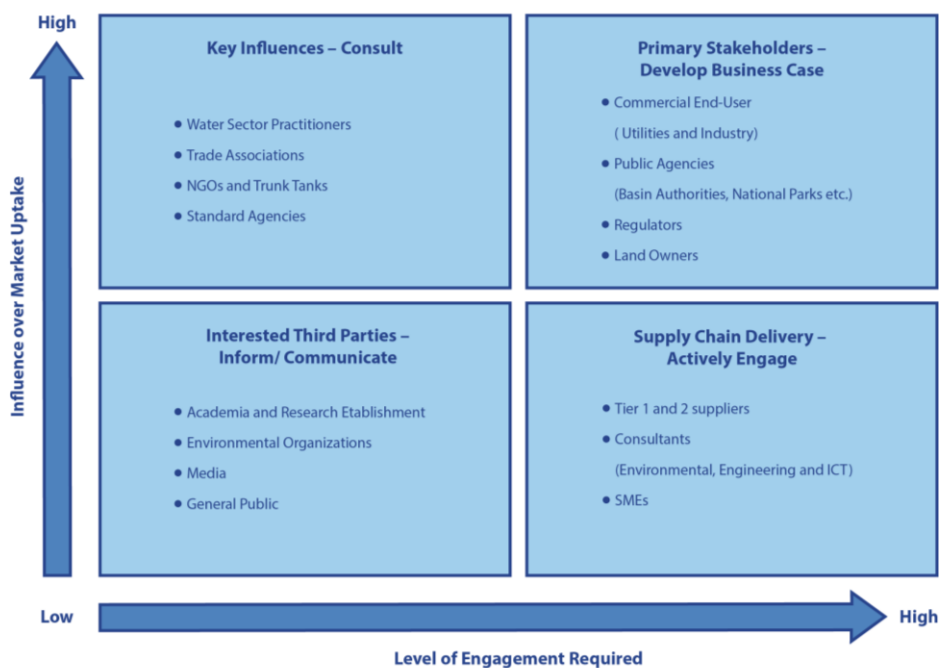 High
Influence over Market Uptake
Key Influences – Consult
• Water Sector Practitioners
• Trade Associations
• NGOs and Trunk Tanks
• Standard Agencies
Primary Stakeholders –
Develop Business Case
• Commercial End-User
( Utilities and Industry)
• Public Agencies
(Basin Authorities, National Parks etc.)
• Regulators
• Land Owners
Interested Third Parties –
Inform/ Communicate
• Academia and Research Etablishment
• Environmental Organizations
• Media
• General Public
Supply Chain Delivery –
Actively Engage
• Tier 1 and 2 suppliers
• Consultants
(Environmental, Engineering and ICT)
• SMEs
Low
High
Level of Engagement Required